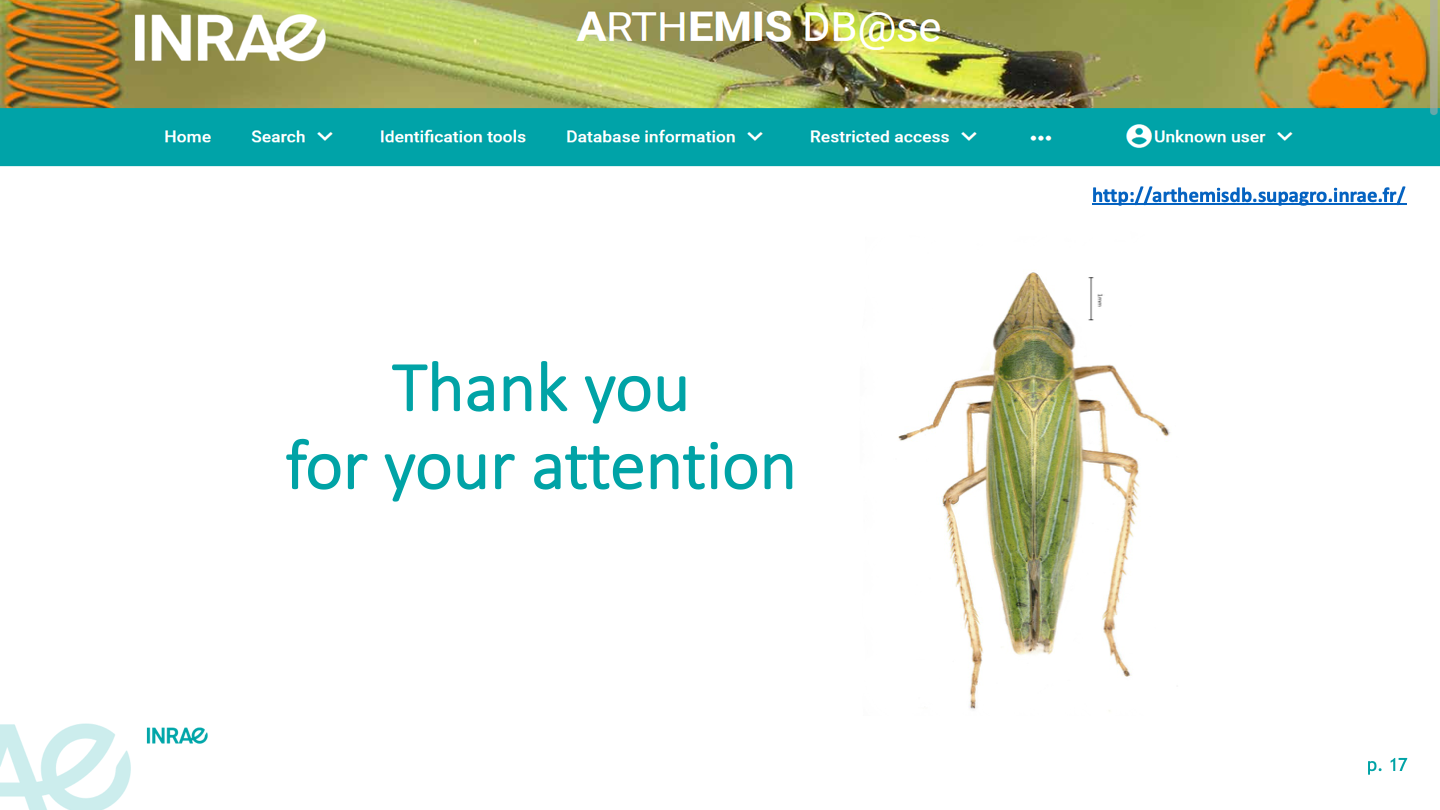 INRAE
ARTHEMIS DB@se
Home Search Identification tools Database information Restricted access ••• Unknown user
http://arthemisdb.supagro.inrae.fr/
1mm
Thank you
for your attention
INRAE
p. 17